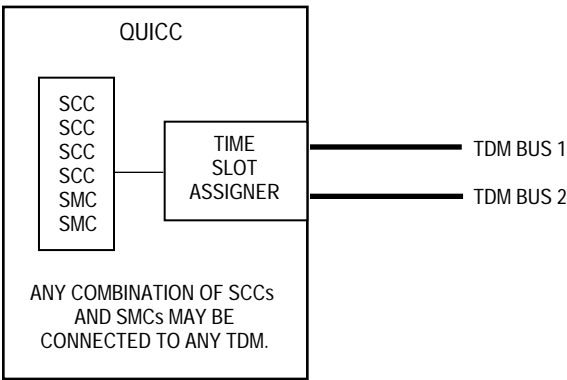 QUICC
SCC
SCC
SCC
SCC
SMC
SMC
TIME
SLOT
ASSIGNER
TDM BUS 1
TDM BUS 2
ANY COMBINATION OF SCCs
AND SMCs MAY BE
CONNECTED TO ANY TDM.